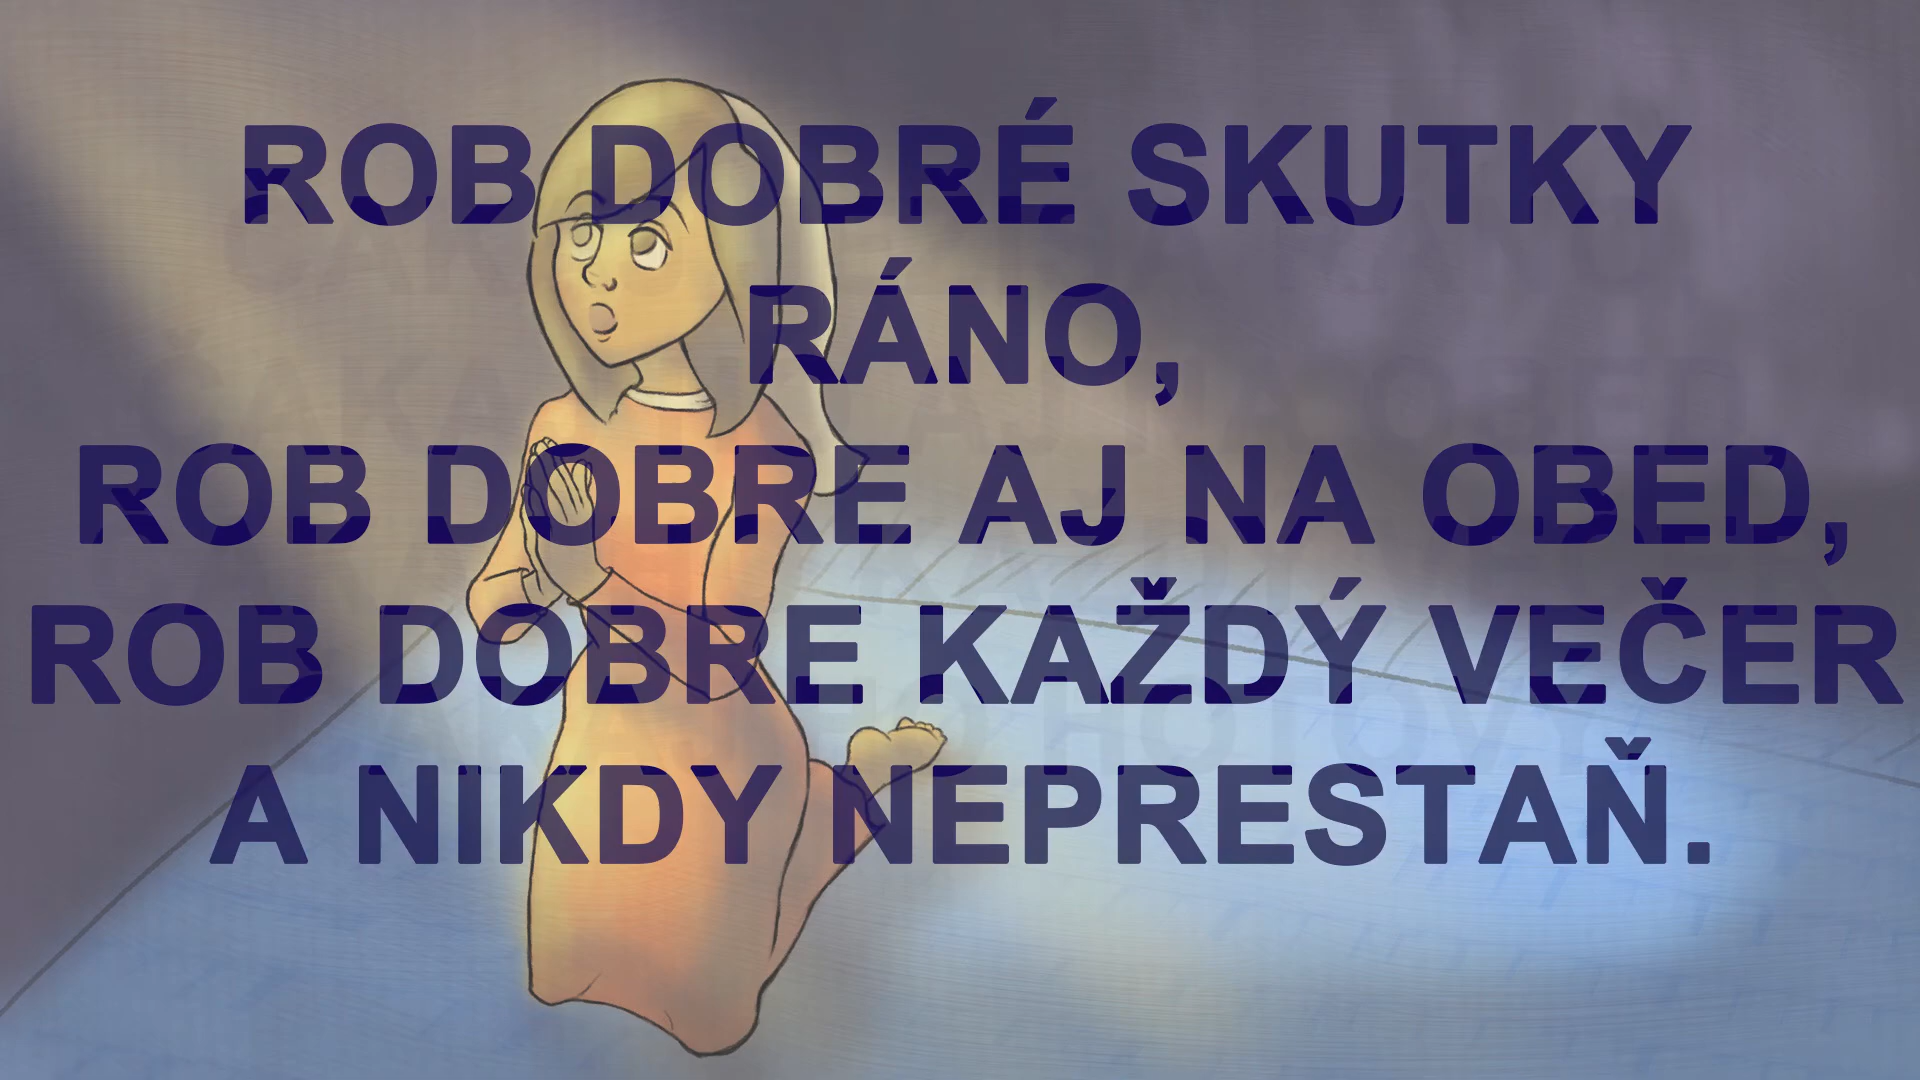 ROB DOBRÉ SKUTKY
RÁNO,
ROB DOBRE AJ NA OBED,
ROB DOBRE KAŽDÝ VEČER
A NIKDY NEPRESTAŇ.